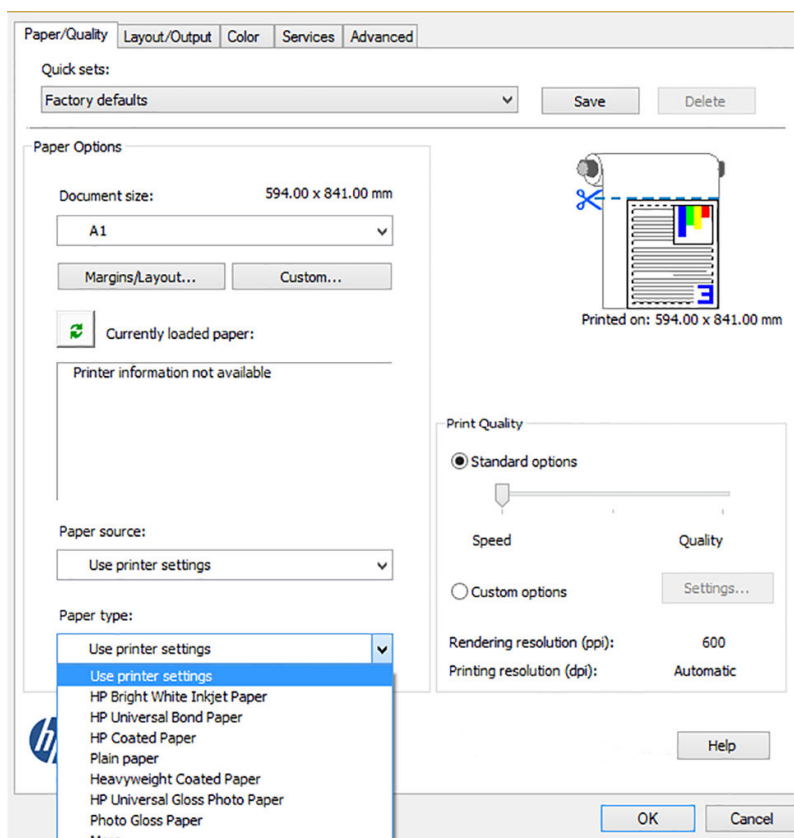 Paper/Quality Layout/Output Color Services Advanced
Quick sets:
Factory defaults Save Delete
Paper Options
Document size: 594.00 x 841.00 mm
A1
Margins/Layout... Custom...
Currently loaded paper:
Printer information not available
Paper source:
Use printer settings
Paper type:
Use printer settings
Use printer settings
HP Bright White Inkjet Paper
HP Universal Bond Paper
HP Coated Paper
Plain paper
Heavyweight Coated Paper
HP Universal Gloss Photo Paper
Photo Gloss Paper
3
Printed on: 594.00 x 841.00 mm
Print Quality
Standard options
Speed Quality
Custom options Settings...
Rendering resolution (ppi): 600
Printing resolution (dpi): Automatic
hp
Help
OK Cancel